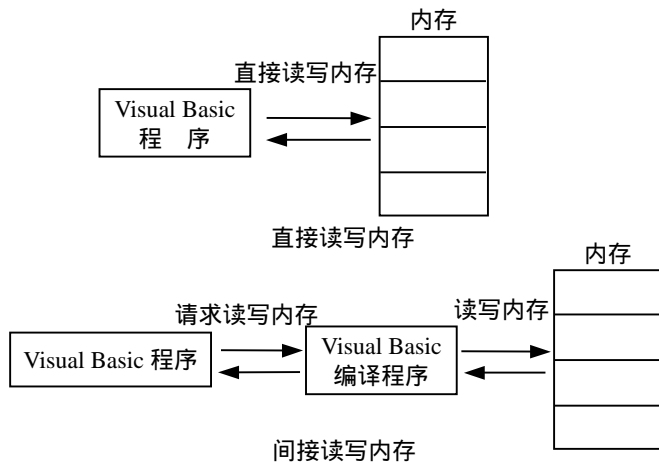 内存
直接读写内存
Visual Basic
程 序
直接读写内存
内存
请求读写内存
读写内存
Visual Basic 程序
Visual Basic
编译程序
间接读写内存